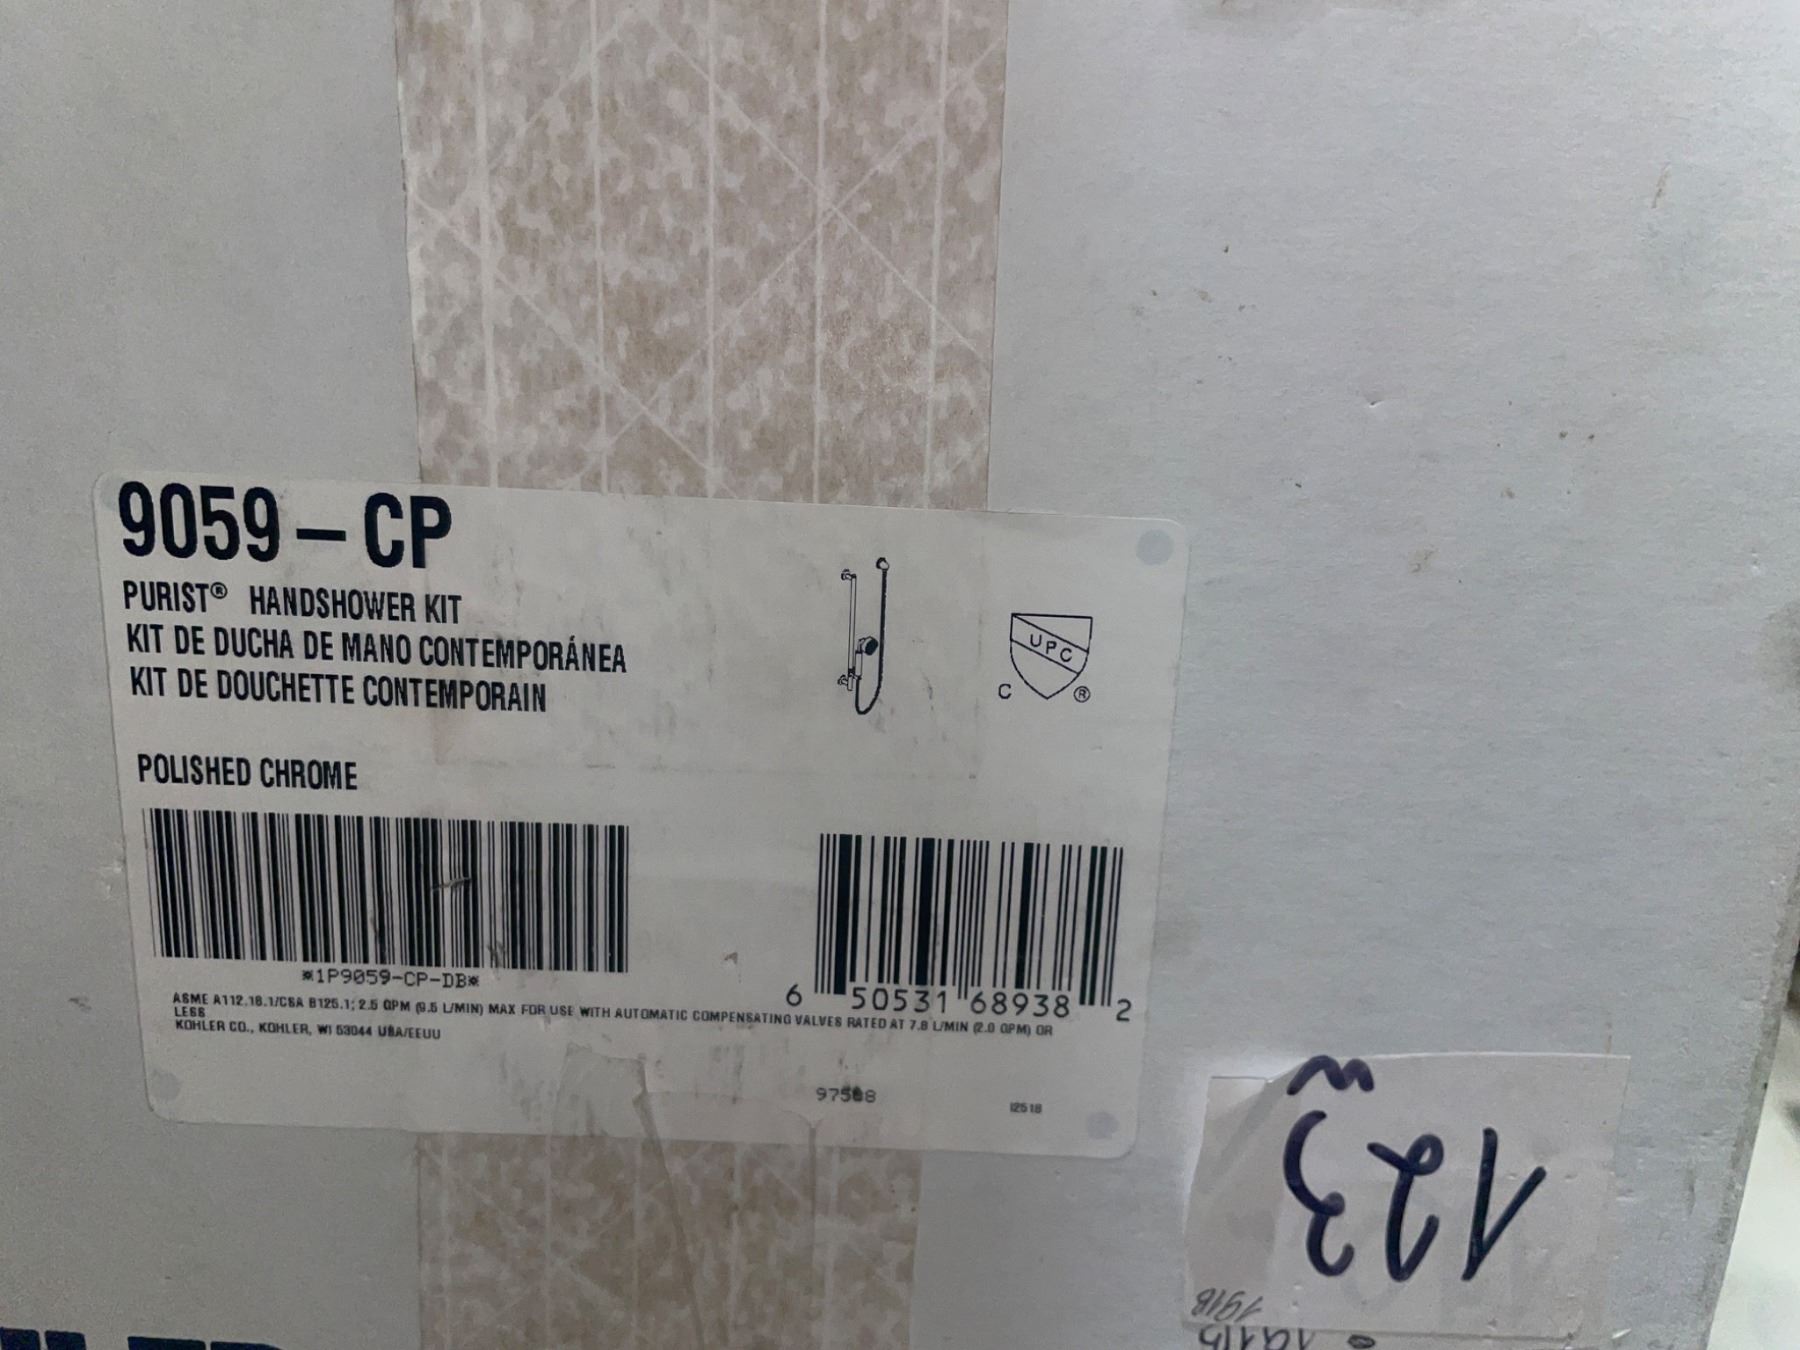 9059-CP
PURIST® HANDSHOWER KIT
KIT DE DUCHA DE MANO CONTEMPORÁNEA
KIT DE DOUCHETTE CONTEMPORAIN
UPC
C ®
POLISHED CHROME
*1P9059-CP-DB*
6 50531 68938 2
ASME A112.18.1/CSA B125.1; 2.5 GPM (9.5 L/MIN) MAX FOR USE WITH AUTOMATIC COMPENSATING VALVES RATED AT 7.8 L/MIN (2.0 GPM) OR
LESS
KOHLER CO., KOHLER, WI 53044 USA/EEUU
12518
123